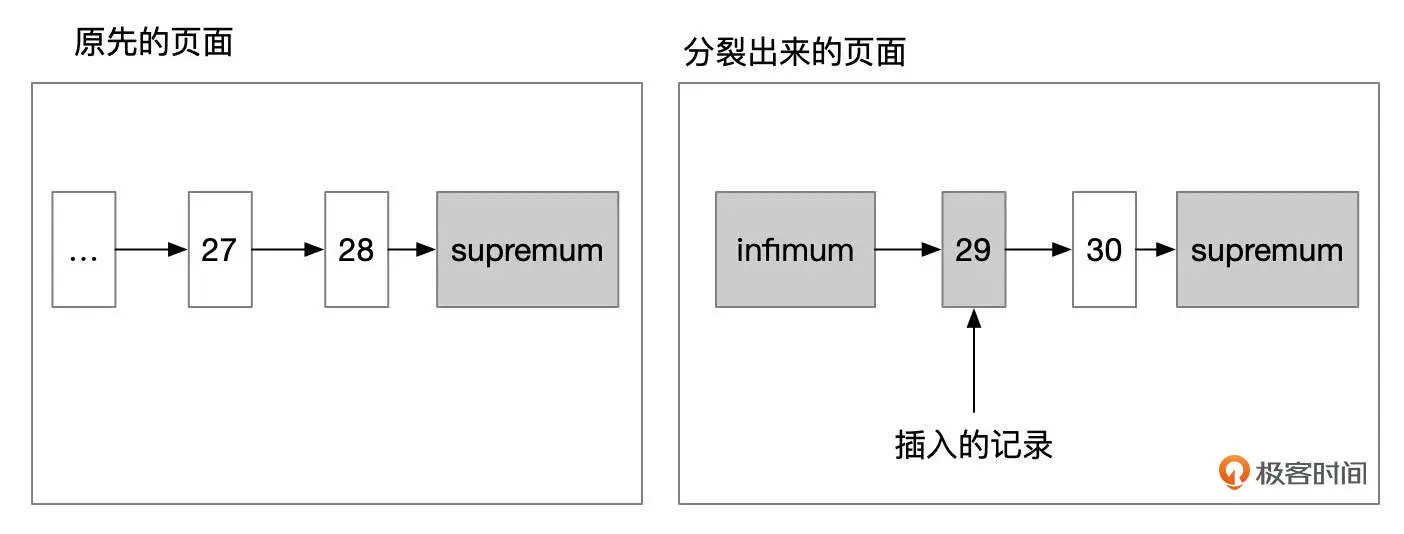 原先的页面
分裂出来的页面
... 27 28 supremum
infimum 29 30 supremum
插入的记录
极客时间